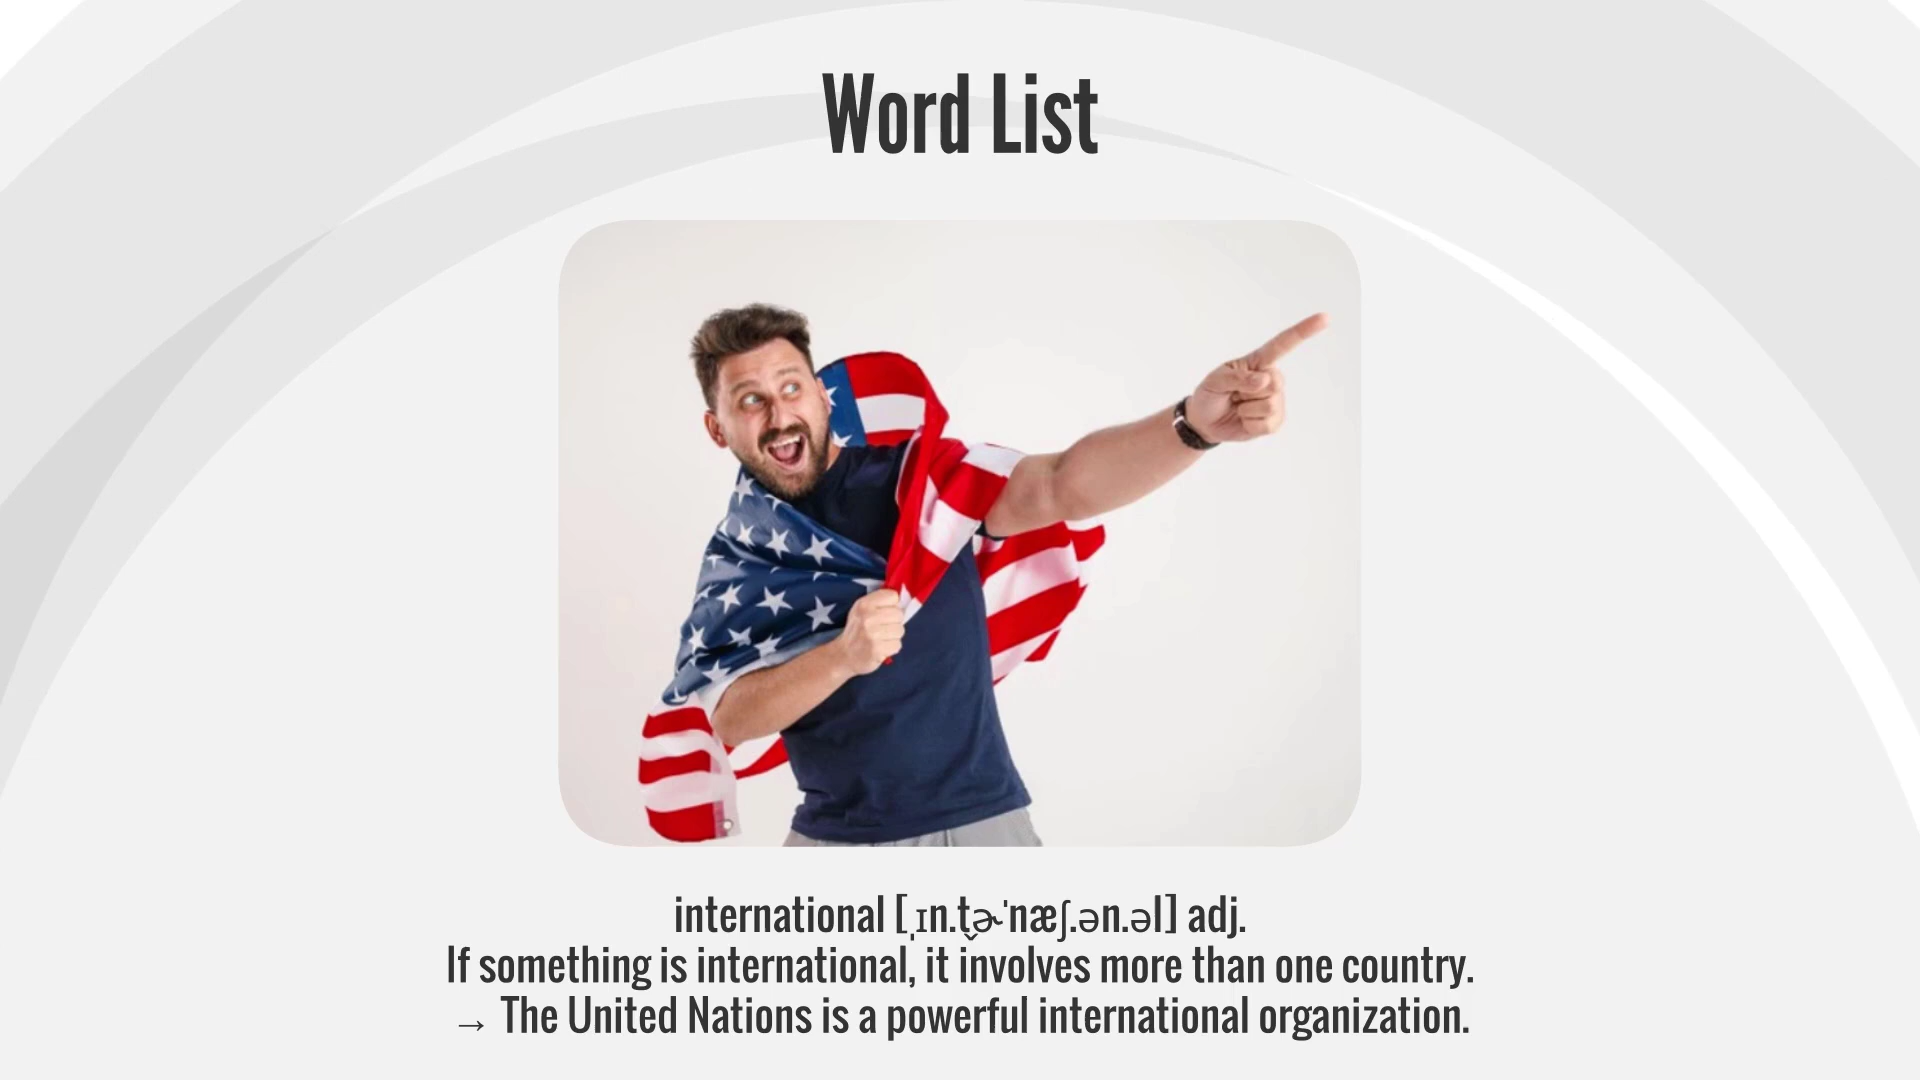 Word List
international [ˌɪn.t̬ɚˈnæʃ.ən.əl] adj.
If something is international, it involves more than one country.
→ The United Nations is a powerful international organization.